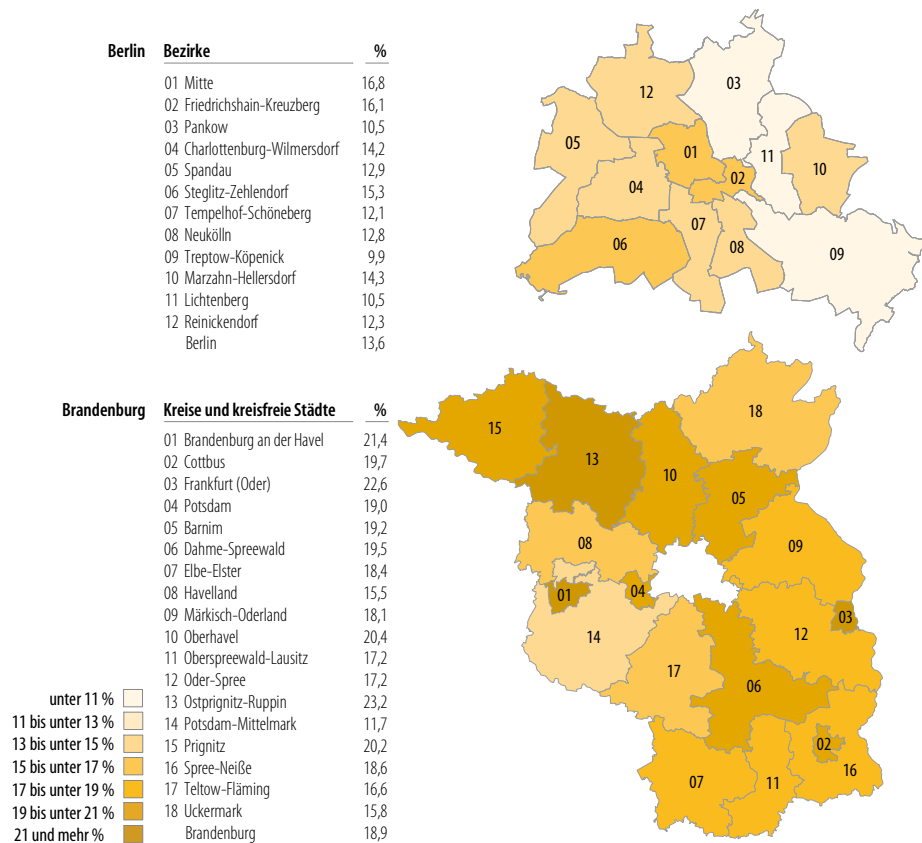 Berlin Bezirke %
01 Mitte 16,8
02 Friedrichshain-Kreuzberg 16,1
03 Pankow 10,5
04 Charlottenburg-Wilmersdorf 14,2
05 Spandau 12,9
06 Steglitz-Zehlendorf 15,3
07 Tempelhof-Schöneberg 12,1
08 Neukölln 12,8
09 Treptow-Köpenick 9,9
10 Marzahn-Hellersdorf 14,3
11 Lichtenberg 10,5
12 Reinickendorf 12,3
Berlin 13,6
03
12
05
01
11
10
02
04
07
08
06
09
Brandenburg Kreise und kreisfreie Städte %
01 Brandenburg an der Havel 21,4
02 Cottbus 19,7
03 Frankfurt (Oder) 22,6
04 Potsdam 19,0
05 Barnim 19,2
06 Dahme-Spreewald 19,5
07 Elbe-Elster 18,4
08 Havelland 15,5
09 Märkisch-Oderland 18,1
10 Oberhavel 20,4
11 Oberspreewald-Lausitz 17,2
12 Oder-Spree 17,2
13 Ostprignitz-Ruppin 23,2
14 Potsdam-Mittelmark 11,7
15 Prignitz 20,2
16 Spree-Neiße 18,6
17 Teltow-Fläming 16,6
18 Uckermark 15,8
Brandenburg 18,9
unter 11 %
11 bis unter 13 %
13 bis unter 15 %
15 bis unter 17 %
17 bis unter 19 %
19 bis unter 21 %
21 und mehr %
18
15
13
10
05
08
09
01
04
03
14
12
17
06
02
16
07
11